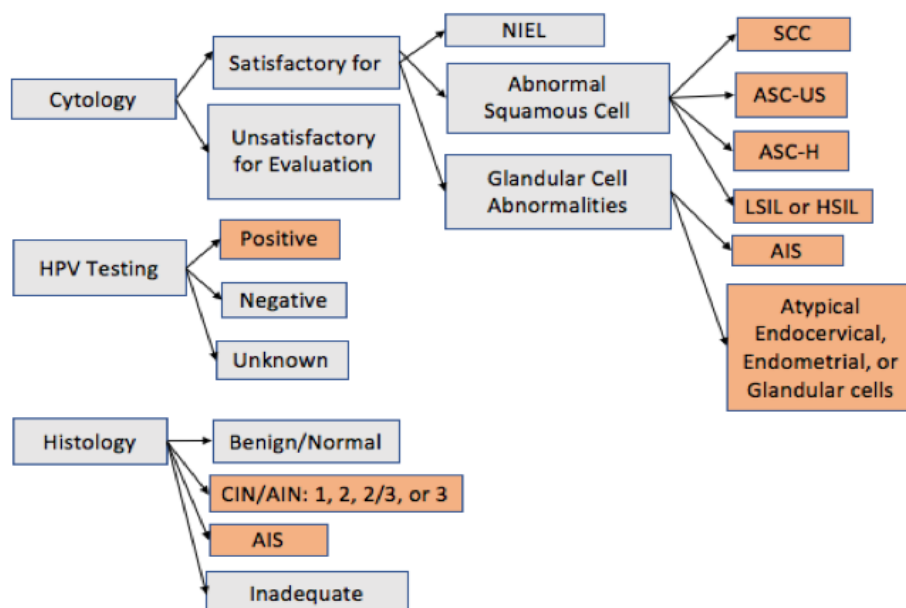 Cytology
Satisfactory for
Unsatisfactory
for Evaluation
NIEL
Abnormal
Squamous Cell
Glandular Cell
Abnormalities
SCC
ASC-US
ASC-H
LSIL or HSIL
AIS
Atypical
Endocervical,
Endometrial, or
Glandular cells
HPV Testing
Positive
Negative
Unknown
Histology
Benign/Normal
CIN/AIN: 1, 2, 2/3, or 3
AIS
Inadequate